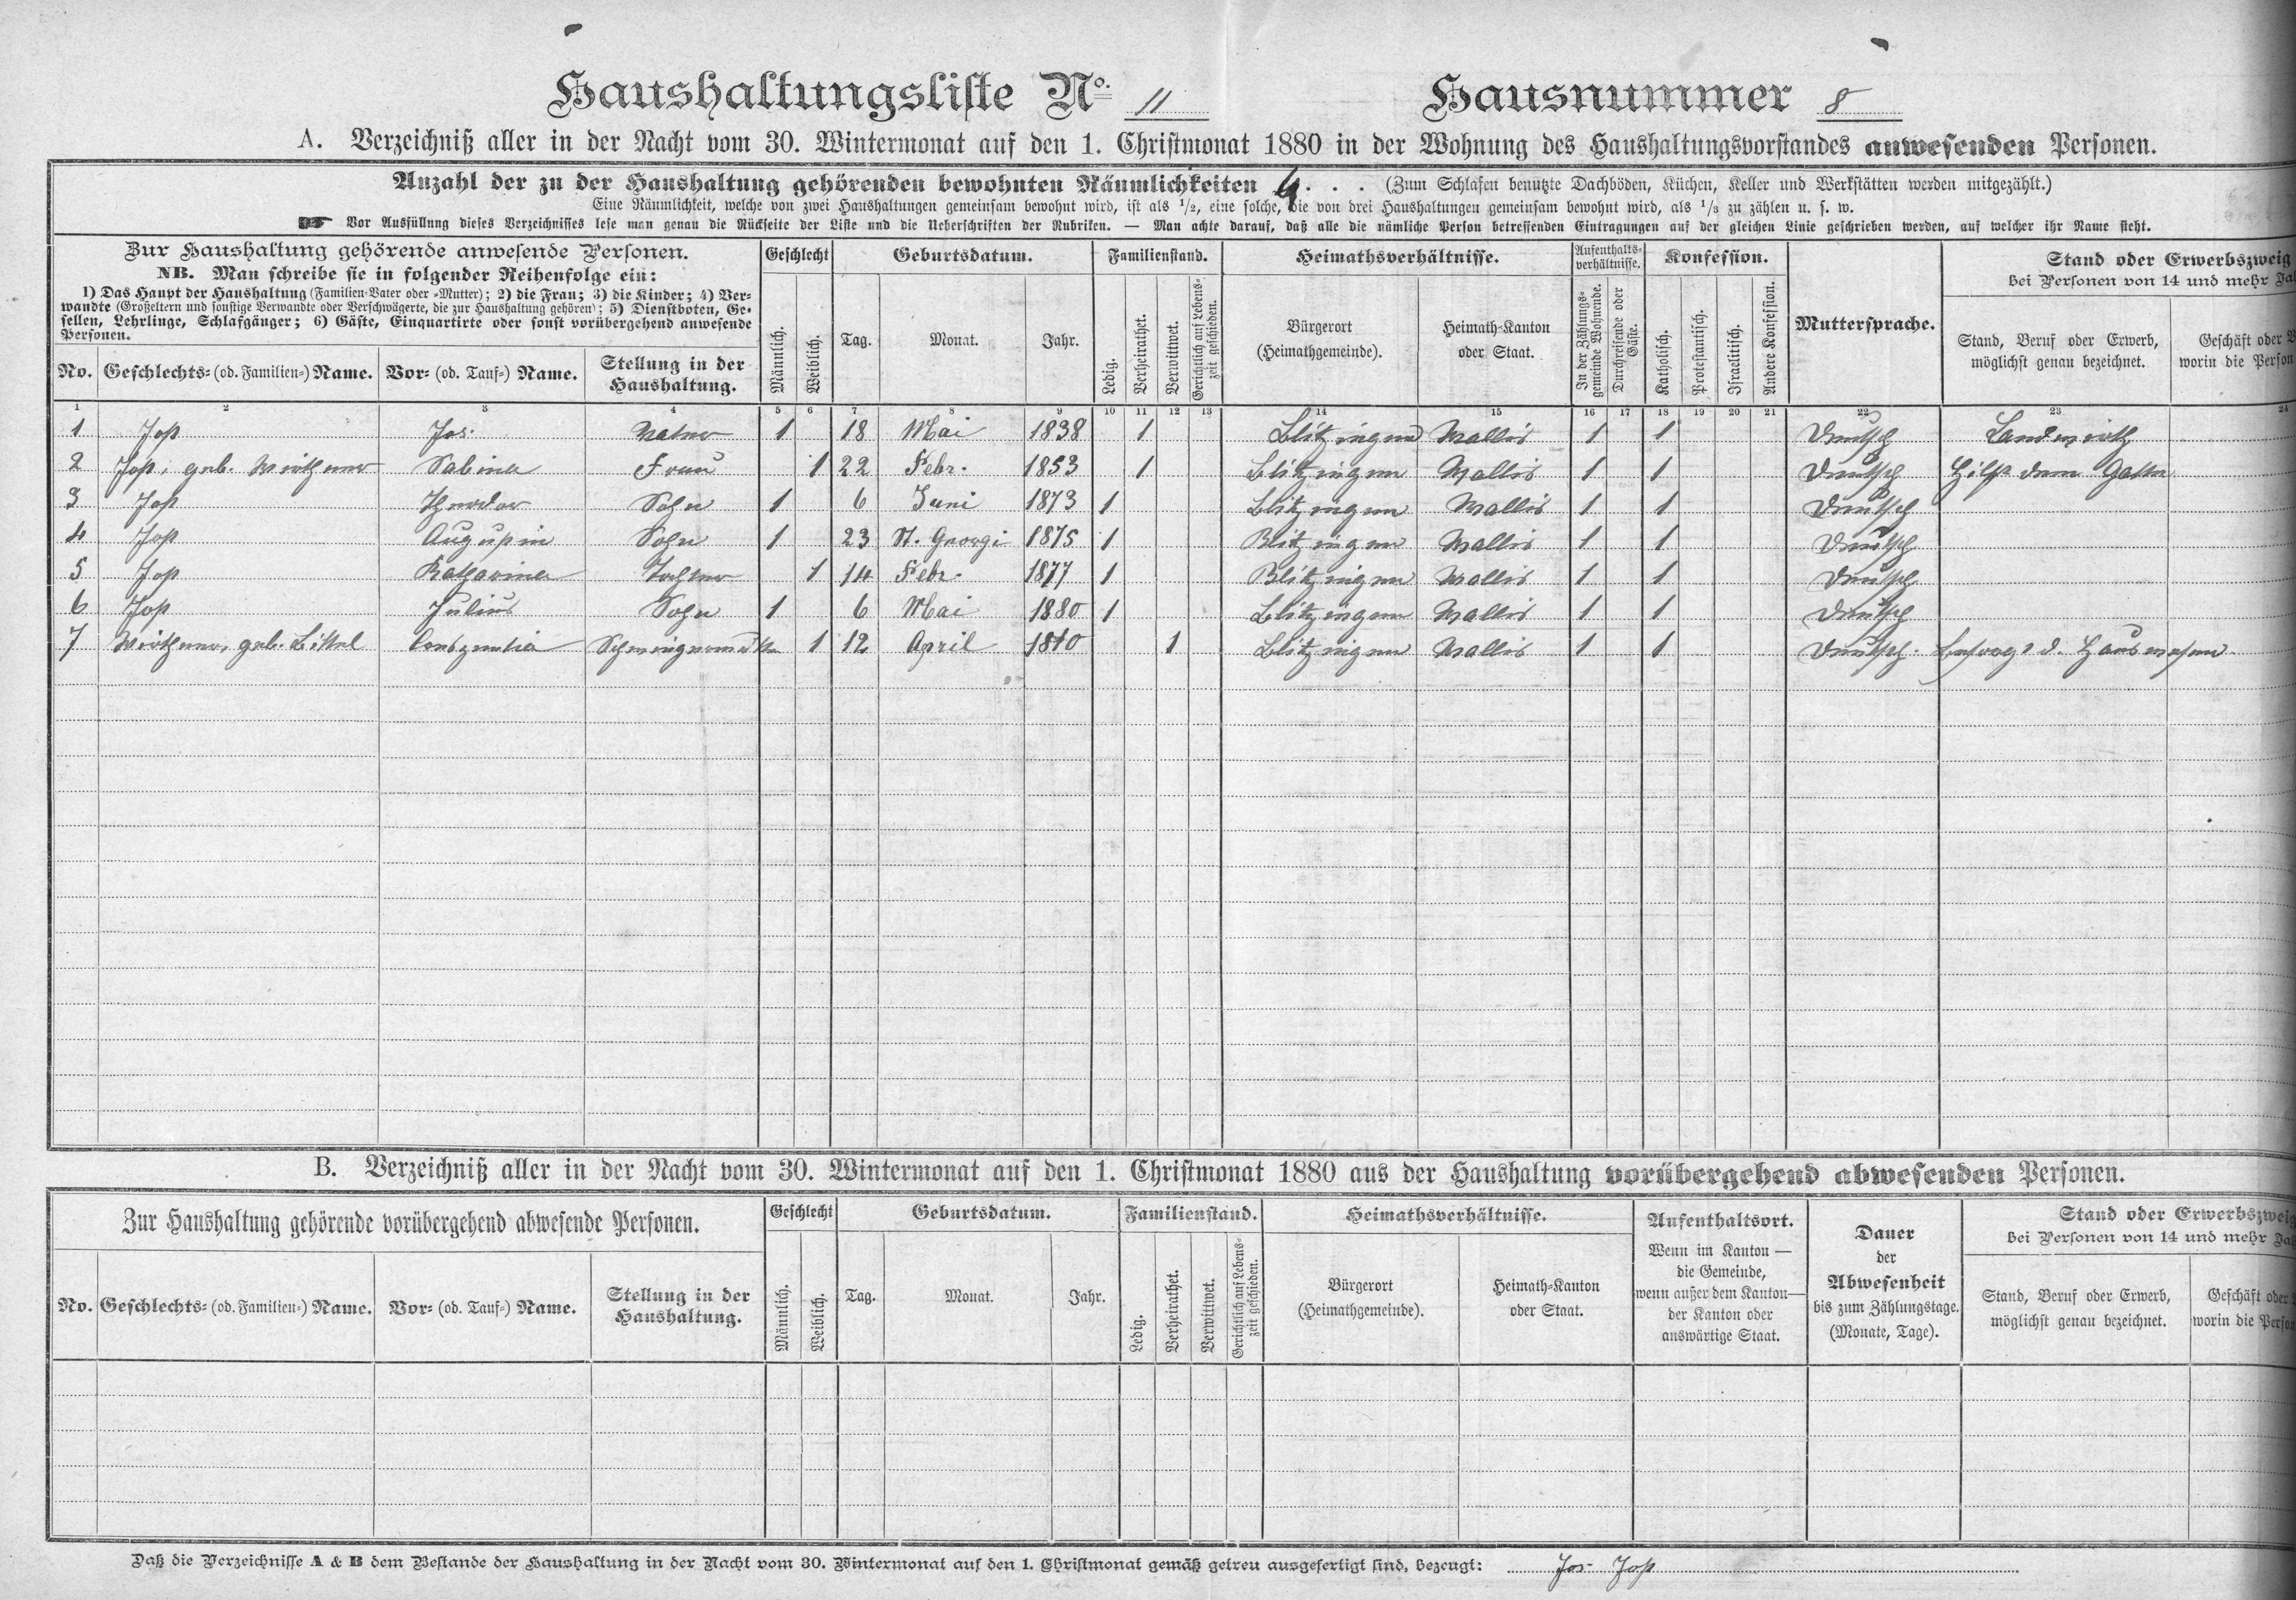 Haushaltungsliste No. 11 Hausnummer 8
A. Verzeichniß aller in der Nacht vom 30. Wintermonat auf den 1. Christmonat 1880 in der Wohnung des Haushaltungsvorstandes anwesenden Personen.
Anzahl der zu der Haushaltung gehörenden bewohnten Räumlichkeiten 4 . . . (Zum Schlafen benutzte Dachböden, Küchen, Keller und Werkstätten werden mitgezählt.)
Eine Räumlichkeit, welche von zwei Haushaltungen gemeinsam bewohnt wird, ist als 1/2, eine solche, die von drei Haushaltungen gemeinsam bewohnt wird, als 1/3 zu zählen u. s. w.
Vor Ausfüllung dieses Verzeichnisses lese man genau die Rückseite der Liste und die Ueberschriften der Rubriken. — Man achte darauf, daß alle die nämliche Person betreffenden Eintragungen auf der gleichen Linie geschrieben werden, auf welcher ihr Name steht.
Zur Haushaltung gehörende anwesende Personen.
NB. Man schreibe sie in folgender Reihenfolge ein:
1) Das Haupt der Haushaltung (Familien-Vater oder -Mutter); 2) die Frau; 3) die Kinder; 4) Ver-
wandte (Großeltern und sonstige Verwandte oder Verschwägerte, die zur Haushaltung gehören); 5) Dienstboten, Ge-
sellen, Lehrlinge, Schlafgänger; 6) Gäste, Einquartirte oder sonst vorübergehend anwesende
Personen.
No. Geschlechts- (od. Familien-) Name. Vor- (od. Tauf-) Name. Stellung in der Haushaltung.
Geschlecht
Männlich. Weiblich.
Geburtsdatum.
Tag. Monat. Jahr.
Familienstand.
Ledig. Verheirathet. Verwittwet. Gerichtlich auf Lebenszeit geschieden.
Heimathsverhältnisse.
Bürgerort (Heimathgemeinde). Heimath-Kanton oder Staat.
Aufenthaltsverhältnisse.
In der Zählungsgemeinde Wohnende. Durchreisende oder Gäste.
Konfession.
Katholisch. Protestantisch. Israelitisch. Andere Konfession.
Muttersprache.
Stand oder Erwerbszweig
bei Personen von 14 und mehr
Stand, Beruf oder Erwerb, möglichst genau bezeichnet. Geschäft oder
worin die Person
1 2 3 4 5 6 7 8 9 10 11 12 13 14 15 16 17 18 19 20 21 22 23 24
1 Jost Jos. Vater 1 18 Mai 1838 1 Blitzingen Wallis 1 1 Deutsch Landwirth
2 Jost, geb. Wirthner Sabina Frau 1 22 Febr. 1853 1 Blitzingen Wallis 1 1 Deutsch Hilft dem Gatten
3 Jost Theodor Sohn 1 6 Juni 1873 1 Blitzingen Wallis 1 1 Deutsch
4 Jost Augustin Sohn 1 23 St. Georgi 1875 1 Blitzingen Wallis 1 1 Deutsch
5 Jost Katharina Tochter 1 14 Febr. 1877 1 Blitzingen Wallis 1 1 Deutsch
6 Jost Julius Sohn 1 6 Mai 1880 1 Blitzingen Wallis 1 1 Deutsch
7 Wirthner, geb. Bittel Creszentia Schwiegermutter 1 12 April 1810 1 Blitzingen Wallis 1 1 Deutsch. besorgt d. Hauswesen
B. Verzeichniß aller in der Nacht vom 30. Wintermonat auf den 1. Christmonat 1880 aus der Haushaltung vorübergehend abwesenden Personen.
Zur Haushaltung gehörende vorübergehend abwesende Personen.
No. Geschlechts- (od. Familien-) Name. Vor- (od. Tauf-) Name. Stellung in der Haushaltung.
Geschlecht
Männlich. Weiblich.
Geburtsdatum.
Tag. Monat. Jahr.
Familienstand.
Ledig. Verheirathet. Verwittwet. Gerichtlich auf Lebenszeit geschieden.
Heimathsverhältnisse.
Bürgerort (Heimathgemeinde). Heimath-Kanton oder Staat.
Aufenthaltsort.
Wenn im Kanton —
die Gemeinde,
wenn außer dem Kanton—
der Kanton oder
auswärtige Staat.
Dauer
der
Abwesenheit
bis zum Zählungstage.
(Monate, Tage).
Stand oder Erwerbszweig
bei Personen von 14 und mehr
Stand, Beruf oder Erwerb, möglichst genau bezeichnet. Geschäft oder
worin die Person
Daß die Verzeichnisse A & B dem Bestande der Haushaltung in der Nacht vom 30. Wintermonat auf den 1. Christmonat gemäß getreu ausgefertigt sind, bezeugt: Jos. Jost